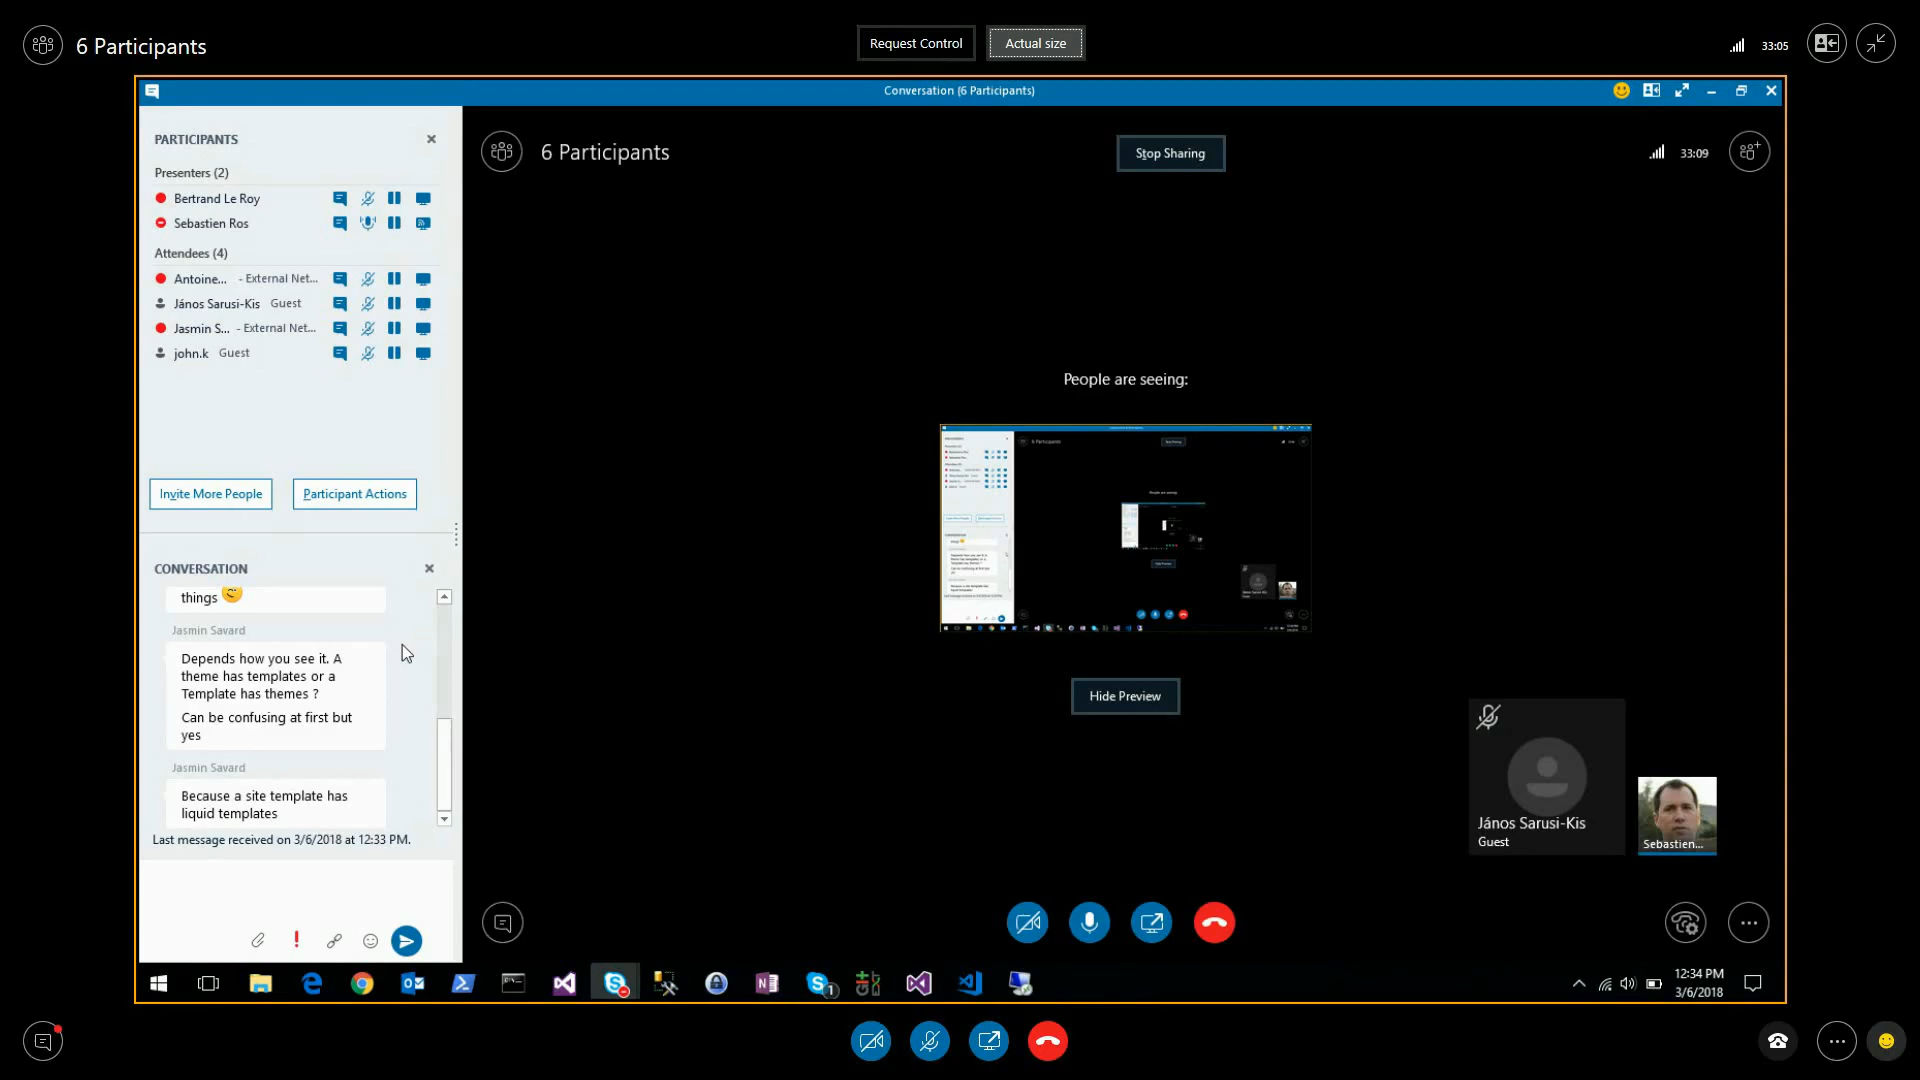 6 Participants
Request Control
Actual size
33:05
Conversation (6 Participants)
PARTICIPANTS
Presenters (2)
Bertrand Le Roy
Sebastien Ros
Attendees (4)
Antoine... - External Net...
János Sarusi-Kis Guest
Jasmin S... - External Net...
john.k Guest
Invite More People
Participant Actions
CONVERSATION
things
Jasmin Savard
Depends how you see it. A
theme has templates or a
Template has themes ?
Can be confusing at first but
yes
Jasmin Savard
Because a site template has
liquid templates
Last message received on 3/6/2018 at 12:33 PM.
6 Participants
Stop Sharing
33:09
People are seeing:
Hide Preview
János Sarusi-Kis
Guest
Sebastien...
12:34 PM
3/6/2018